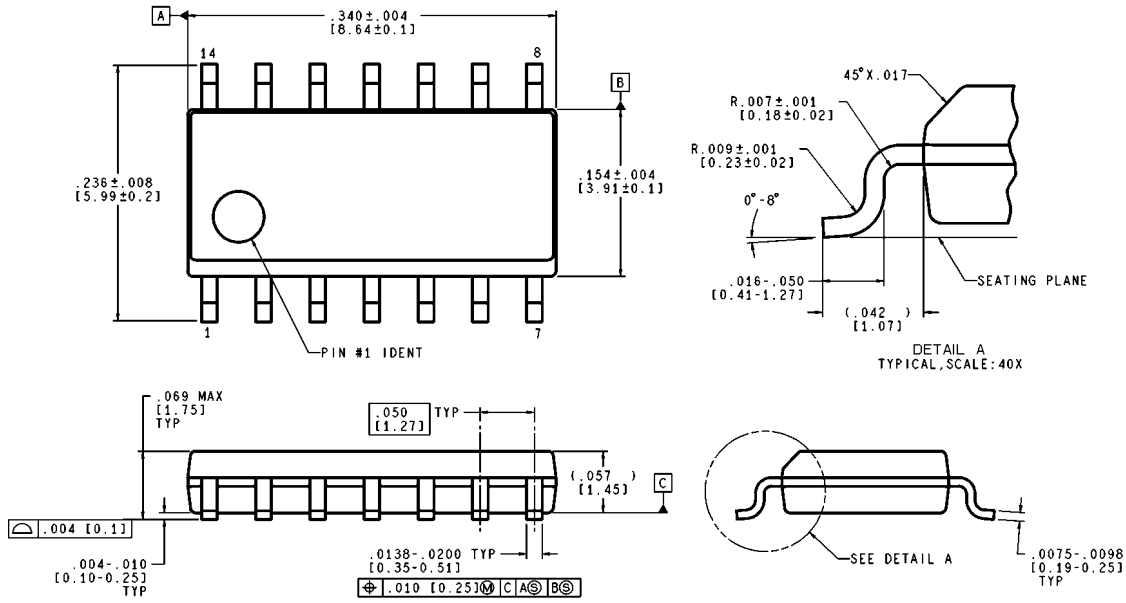 A
.340±.004
[8.64±0.1]
14
8
B
.236±.008
[5.99±0.2]
.154±.004
[3.91±0.1]
1
7
PIN #1 IDENT
45°X.017
R.007±.001
[0.18±0.02]
R.009±.001
[0.23±0.02]
0°-8°
SEATING PLANE
.016-.050
[0.41-1.27]
(.042 )
[1.07]
DETAIL A
TYPICAL,SCALE:40X
.069 MAX
[1.75]
TYP
.050
[1.27]
TYP
(.057 )
[1.45]
C
⌓ .004 [0.1]
.004-.010
[0.10-0.25]
TYP
.0138-.0200 TYP
[0.35-0.51]
⌖ .010 [0.25]Ⓜ C AⓈ BⓈ
SEE DETAIL A
.0075-.0098
[0.19-0.25]
TYP